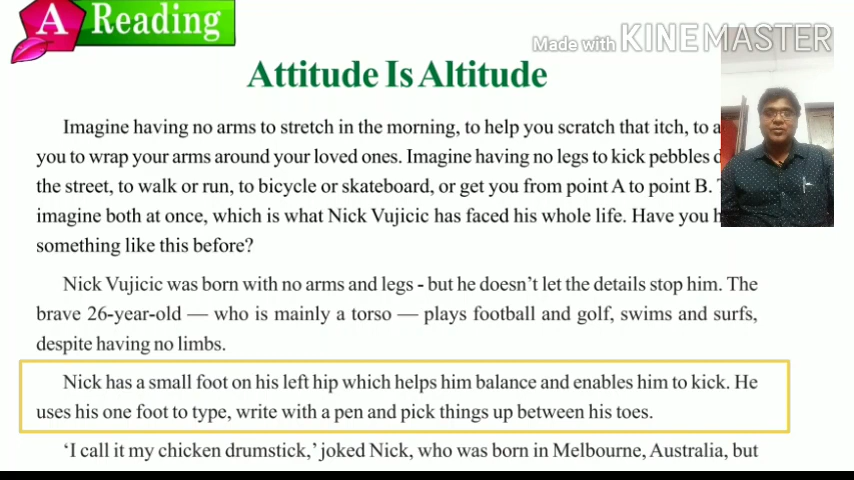 A Reading
Made with KINEMASTER
Attitude Is Altitude
Imagine having no arms to stretch in the morning, to help you scratch that itch, to
you to wrap your arms around your loved ones. Imagine having no legs to kick pebbles
the street, to walk or run, to bicycle or skateboard, or get you from point A to point B.
imagine both at once, which is what Nick Vujicic has faced his whole life. Have you
something like this before?
Nick Vujicic was born with no arms and legs - but he doesn't let the details stop him. The
brave 26-year-old — who is mainly a torso — plays football and golf, swims and surfs,
despite having no limbs.
Nick has a small foot on his left hip which helps him balance and enables him to kick. He
uses his one foot to type, write with a pen and pick things up between his toes.
‘I call it my chicken drumstick,’ joked Nick, who was born in Melbourne, Australia, but